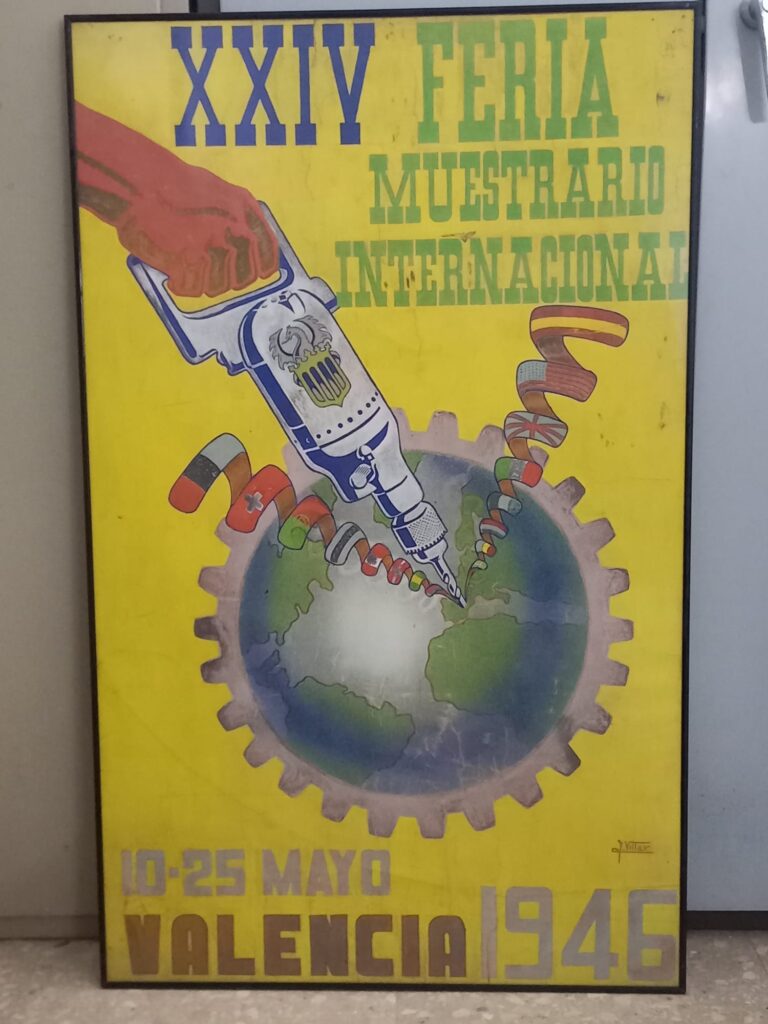 XXIV FERIA
MUESTRARIO
INTERNACIONAL
10-25 MAYO
VALENCIA 1946